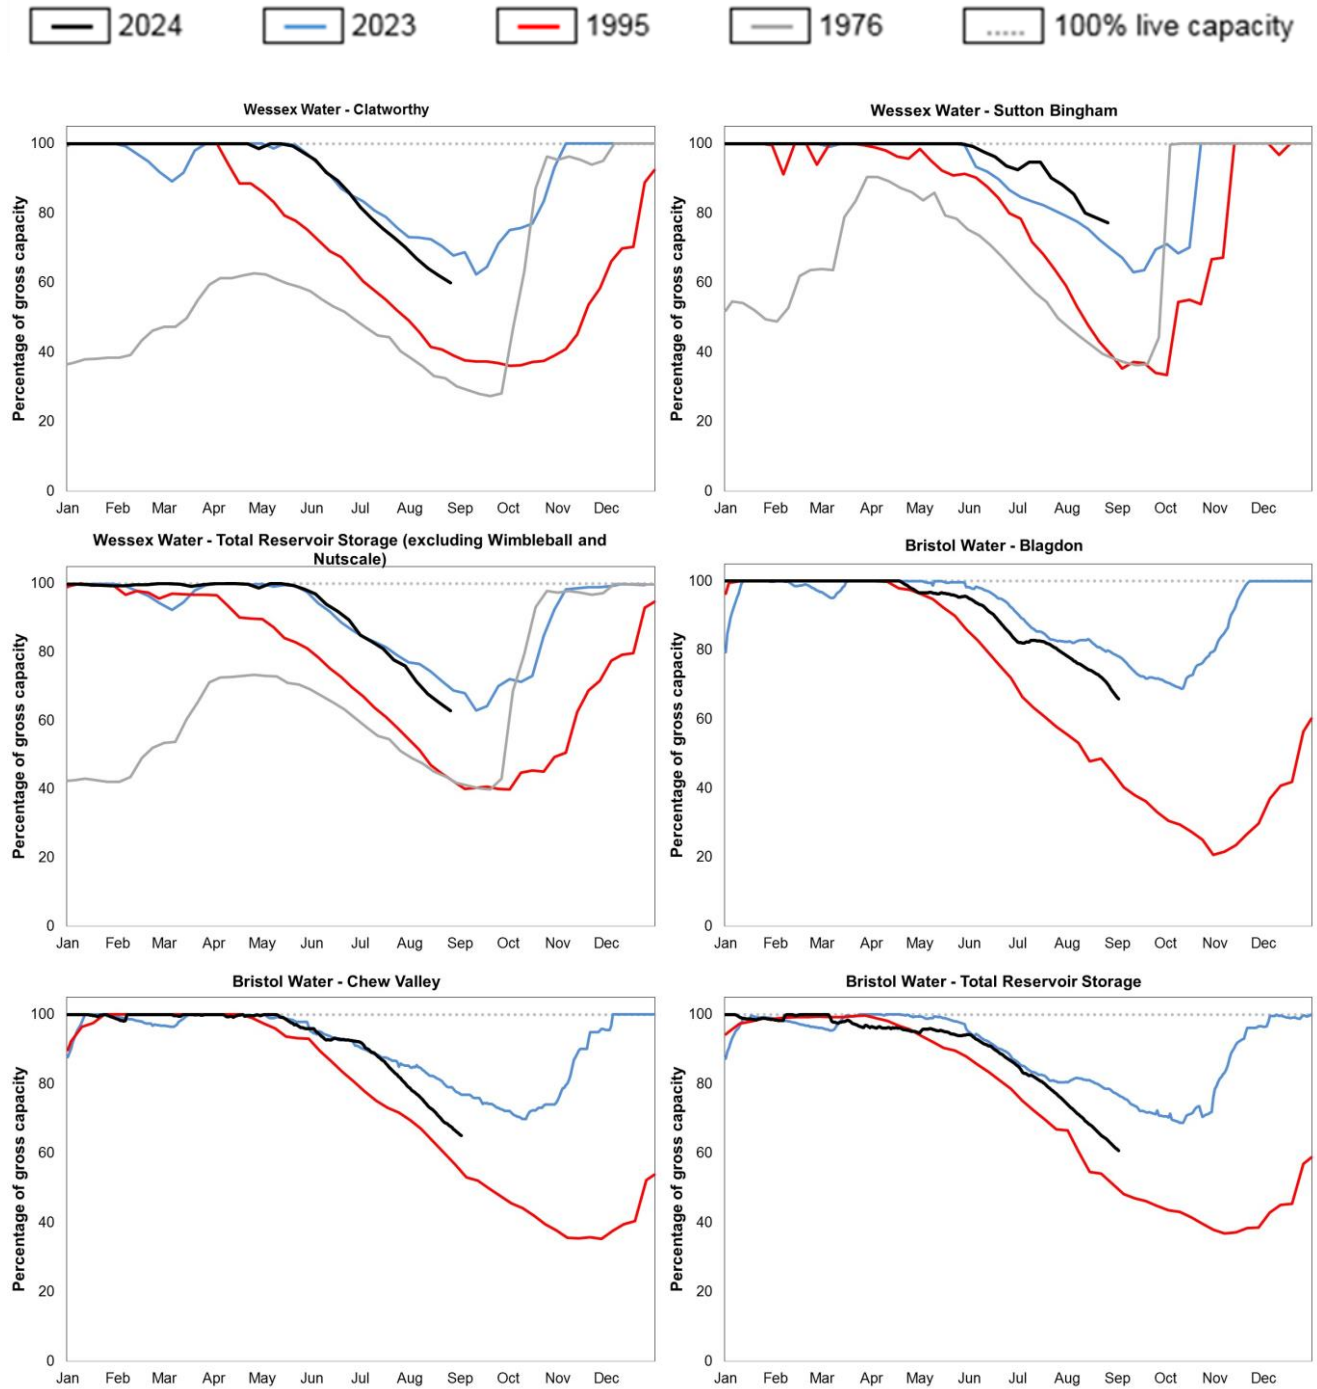 2024 2023 1995 1976 ..... 100% live capacity
Wessex Water - Clatworthy
Percentage of gross capacity
100
80
60
40
20
0
Jan Feb Mar Apr May Jun Jul Aug Sep Oct Nov Dec
Wessex Water - Sutton Bingham
Percentage of gross capacity
100
80
60
40
20
0
Jan Feb Mar Apr May Jun Jul Aug Sep Oct Nov Dec
Wessex Water - Total Reservoir Storage (excluding Wimbleball and
Nutscale)
Percentage of gross capacity
100
80
60
40
20
0
Jan Feb Mar Apr May Jun Jul Aug Sep Oct Nov Dec
Bristol Water - Blagdon
Percentage of gross capacity
100
80
60
40
20
0
Jan Feb Mar Apr May Jun Jul Aug Sep Oct Nov Dec
Bristol Water - Chew Valley
Percentage of gross capacity
100
80
60
40
20
0
Jan Feb Mar Apr May Jun Jul Aug Sep Oct Nov Dec
Bristol Water - Total Reservoir Storage
Percentage of gross capacity
100
80
60
40
20
0
Jan Feb Mar Apr May Jun Jul Aug Sep Oct Nov Dec